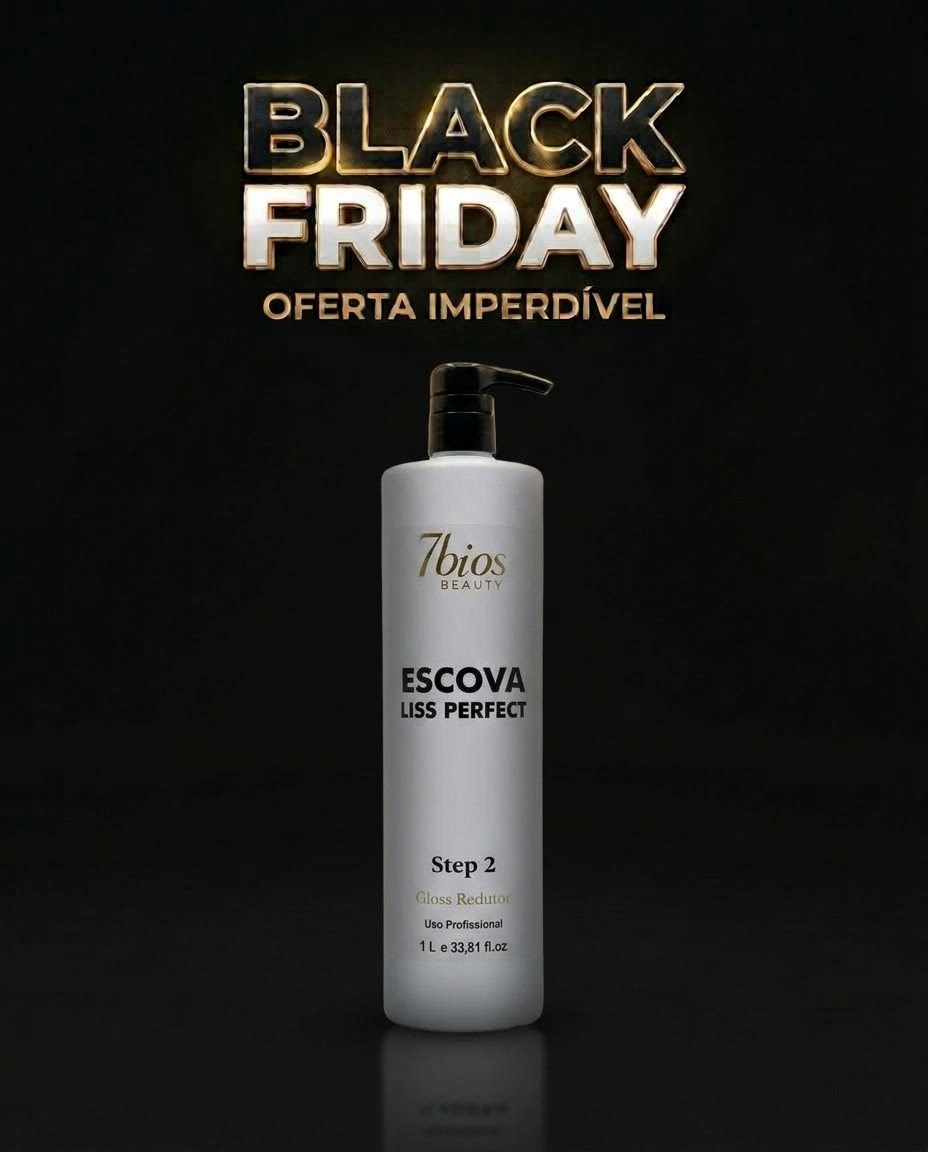 BLACK
FRIDAY
OFERTA IMPERDÍVEL
7bios
BEAUTY
ESCOVA
LISS PERFECT
Step 2
Gloss Redutor
Uso Profissional
1 L e 33,81 fl.oz